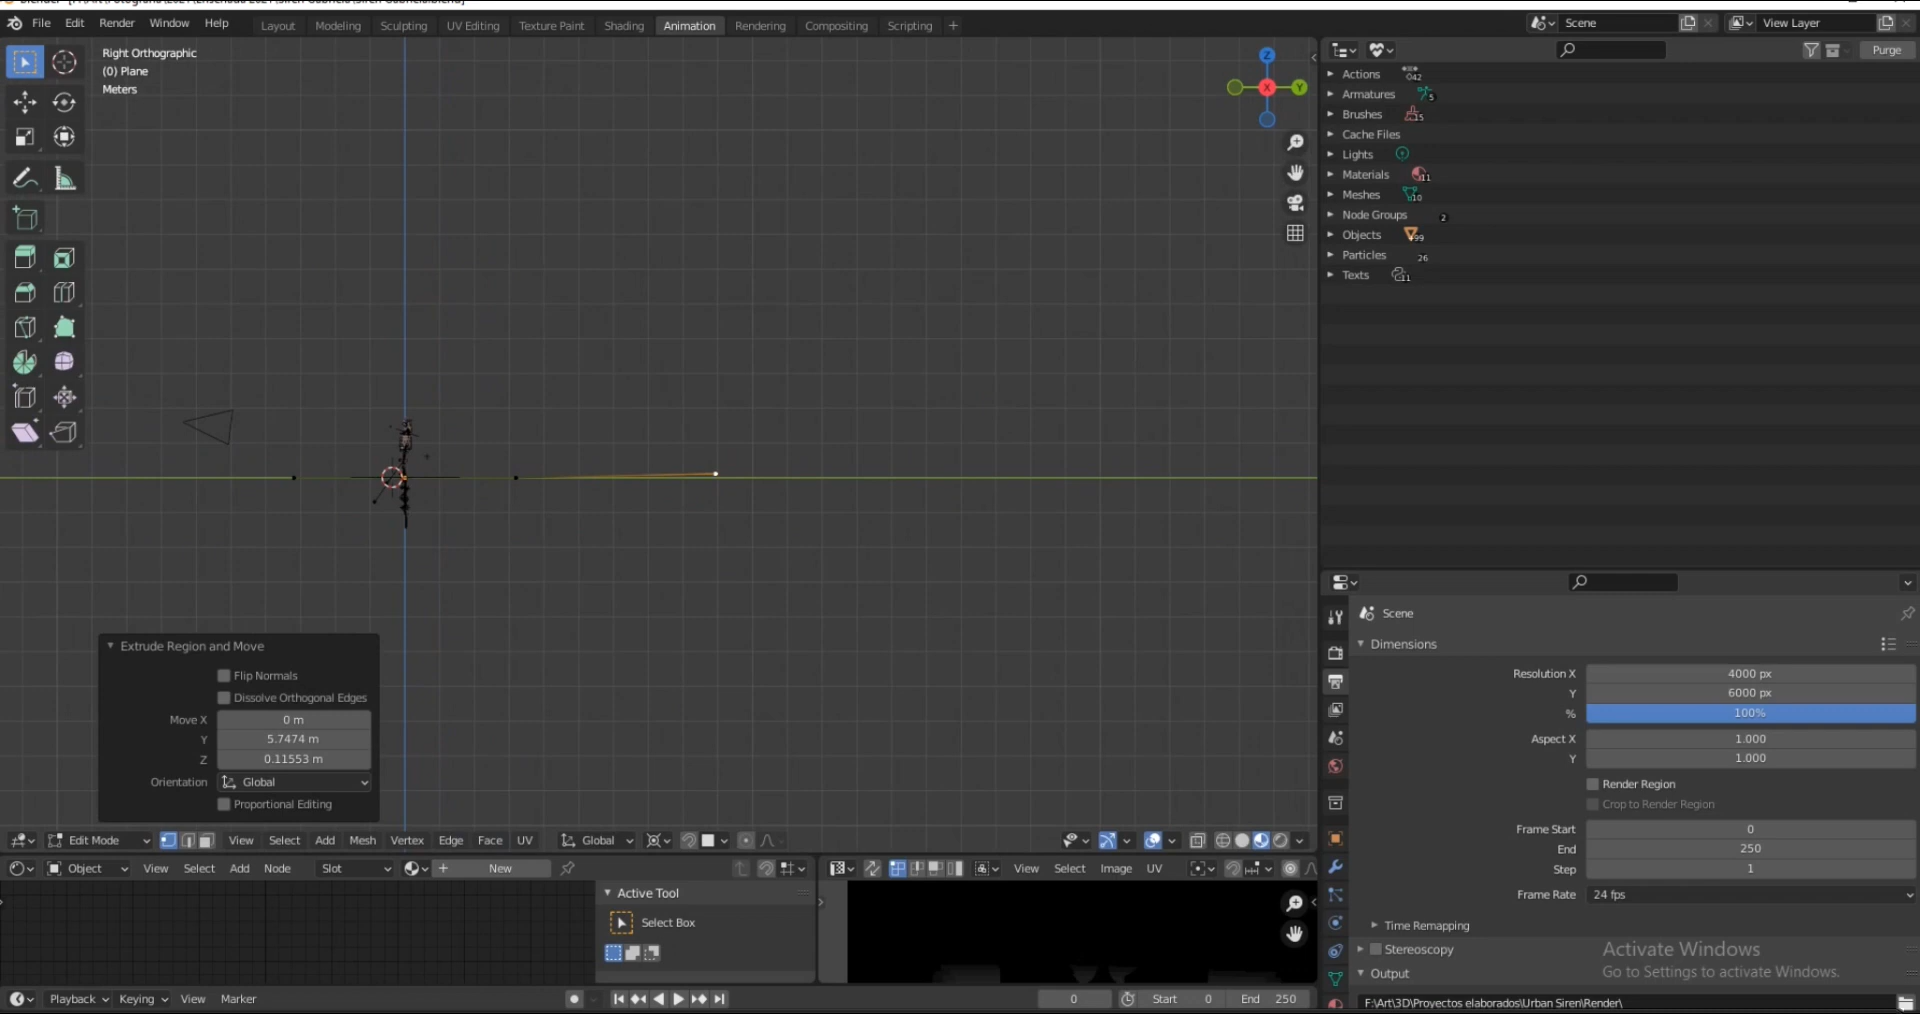 File Edit Render Window Help Layout Modeling Sculpting UV Editing Texture Paint Shading Animation Rendering Compositing Scripting + Scene View Layer
Right Orthographic
(0) Plane
Meters
Z
X
Y
Purge
Actions
Armatures 5
Brushes 15
Cache Files
Lights
Materials 11
Meshes 10
Node Groups 2
Objects
Particles 26
Texts 11
Scene
Dimensions
Resolution X 4000 px
Y 6000 px
% 100%
Aspect X 1.000
Y 1.000
Render Region
Crop to Render Region
Frame Start 0
End 250
Step 1
Frame Rate 24 fps
Time Remapping
Stereoscopy
Output
F:\Art\3D\Proyectos elaborados\Urban Siren\Render\
Activate Windows
Go to Settings to activate Windows.
Extrude Region and Move
Flip Normals
Dissolve Orthogonal Edges
Move X 0 m
Y 5.7474 m
Z 0.11553 m
Orientation Global
Proportional Editing
Edit Mode View Select Add Mesh Vertex Edge Face UV Global
Object View Select Add Node Slot + New
View Select Image UV
Active Tool
Select Box
Playback Keying View Marker 0 Start 0 End 250